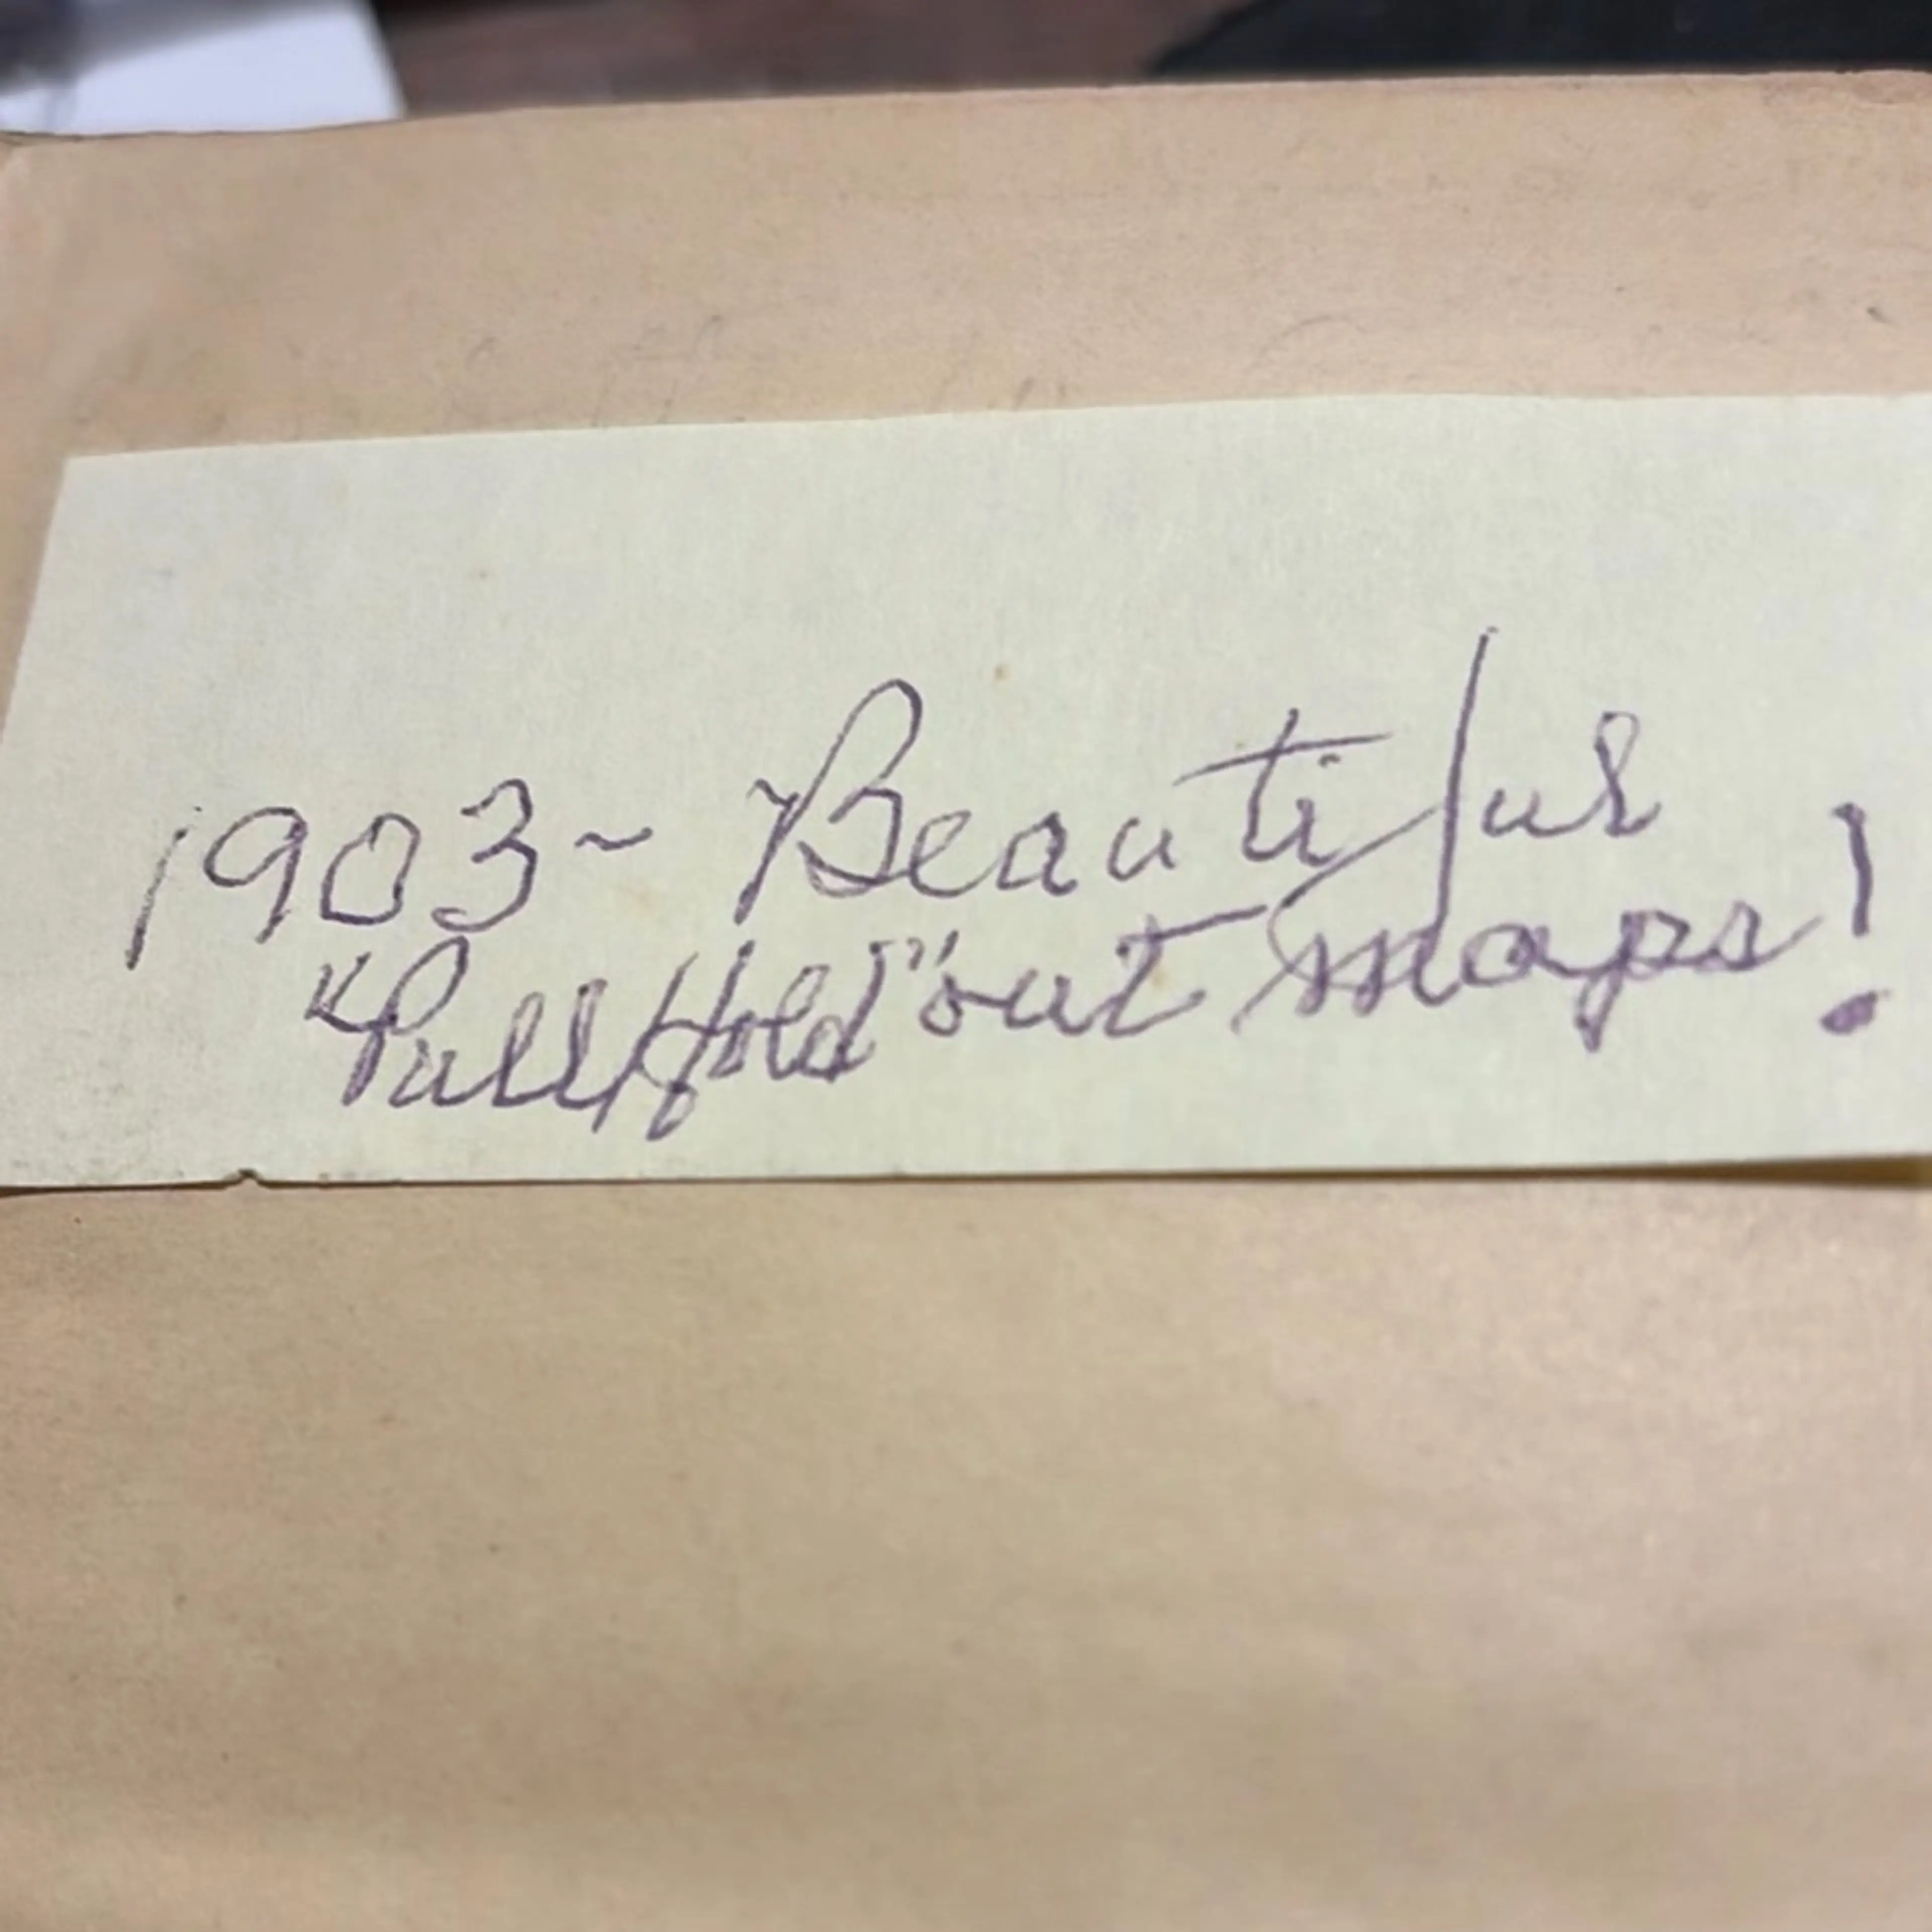 1903~ Beautiful
"Pull/fold" out maps!